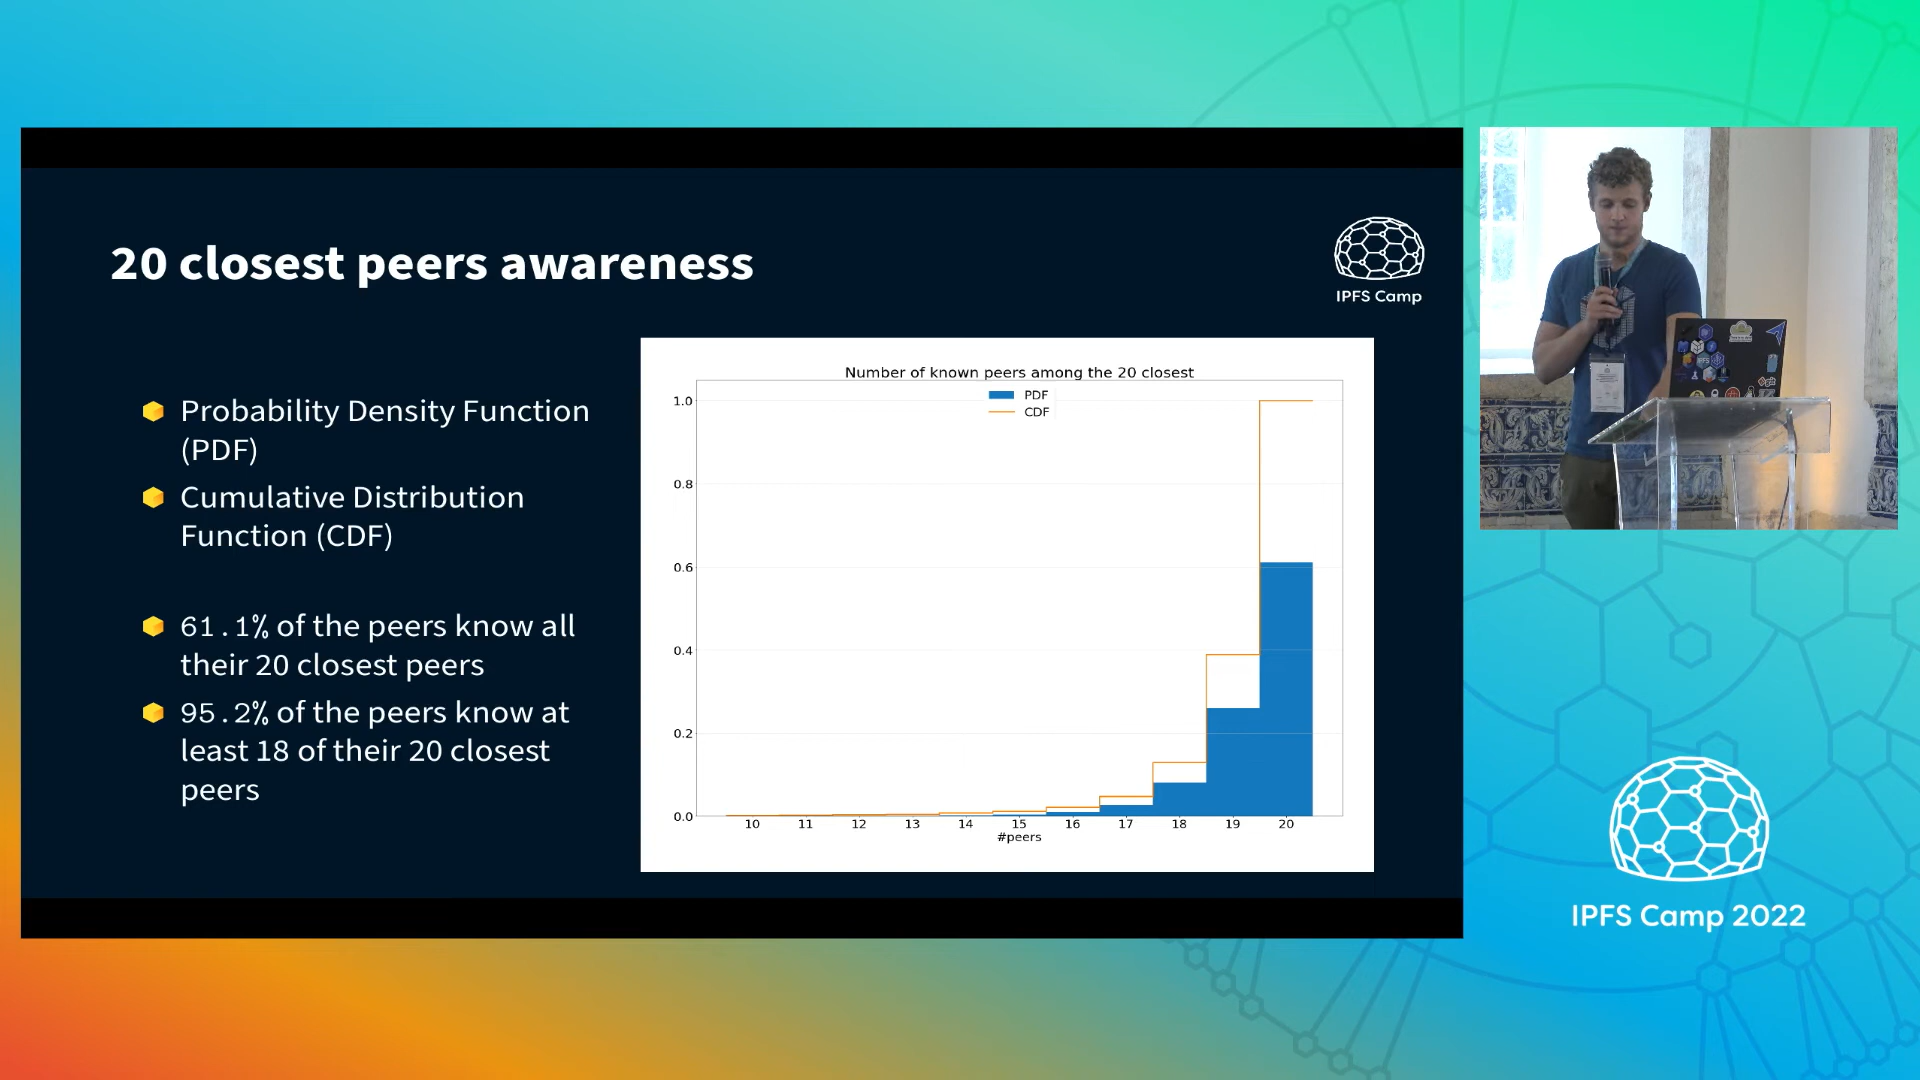 20 closest peers awareness
IPFS Camp
Probability Density Function
(PDF)
Cumulative Distribution
Function (CDF)
61.1% of the peers know all
their 20 closest peers
95.2% of the peers know at
least 18 of their 20 closest
peers
Number of known peers among the 20 closest
PDF
CDF
1.0
0.8
0.6
0.4
0.2
0.0
10 11 12 13 14 15 16 17 18 19 20
#peers
IPFS
IPFS Camp 2022